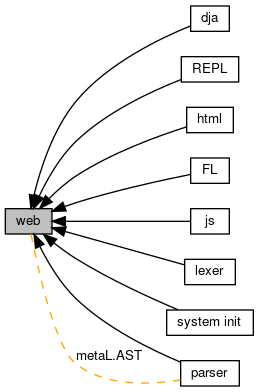 dja
REPL
html
FL
web
js
lexer
system init
metaL.AST
parser